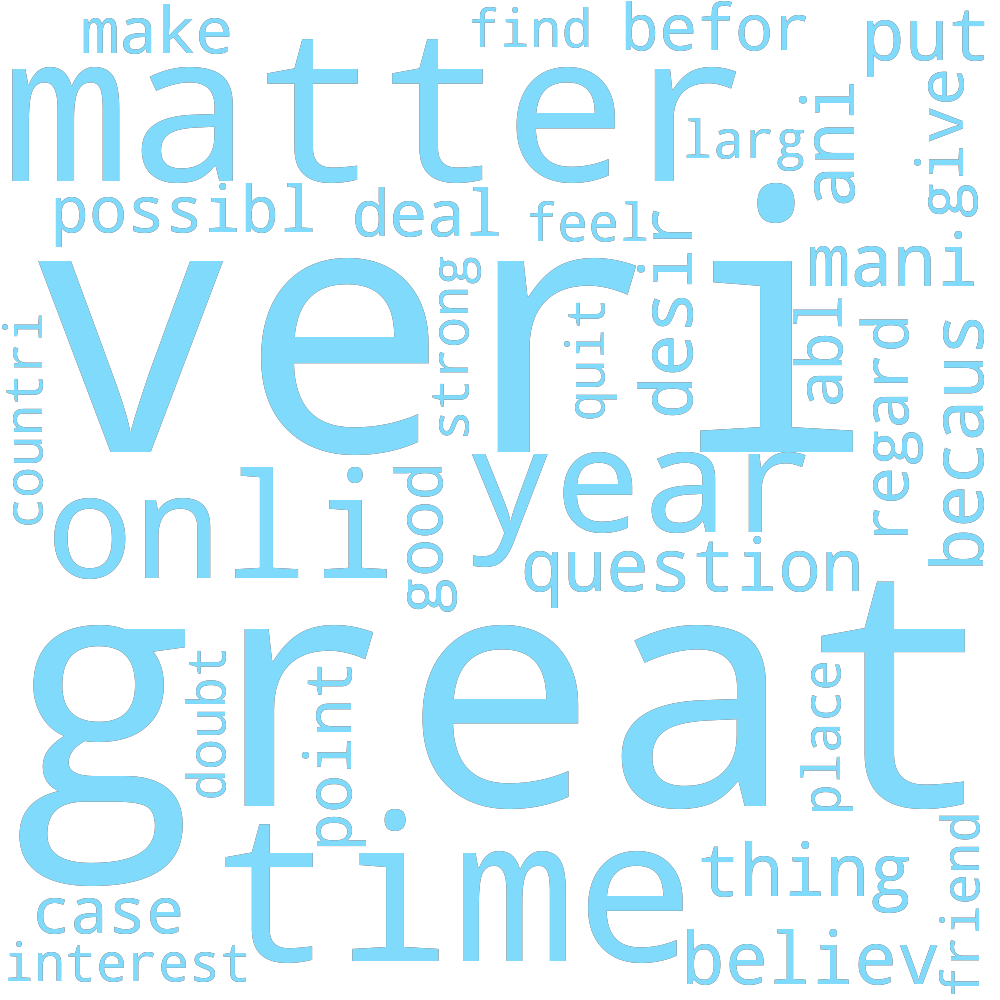 make
find
befor
put
matter
larg
ani
give
possibl
deal
feel
desir
mani
veri
strong
quit
abl
countri
regard
becaus
onli
good
year
question
great
doubt
point
place
time
thing
friend
case
interest
believ